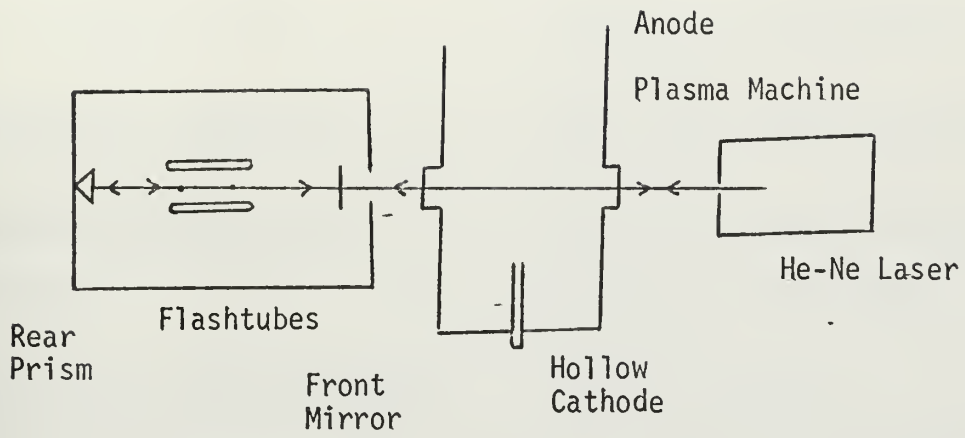 Anode
Plasma Machine
He-Ne Laser
Flashtubes
Rear
Prism
Front
Mirror
Hollow
Cathode